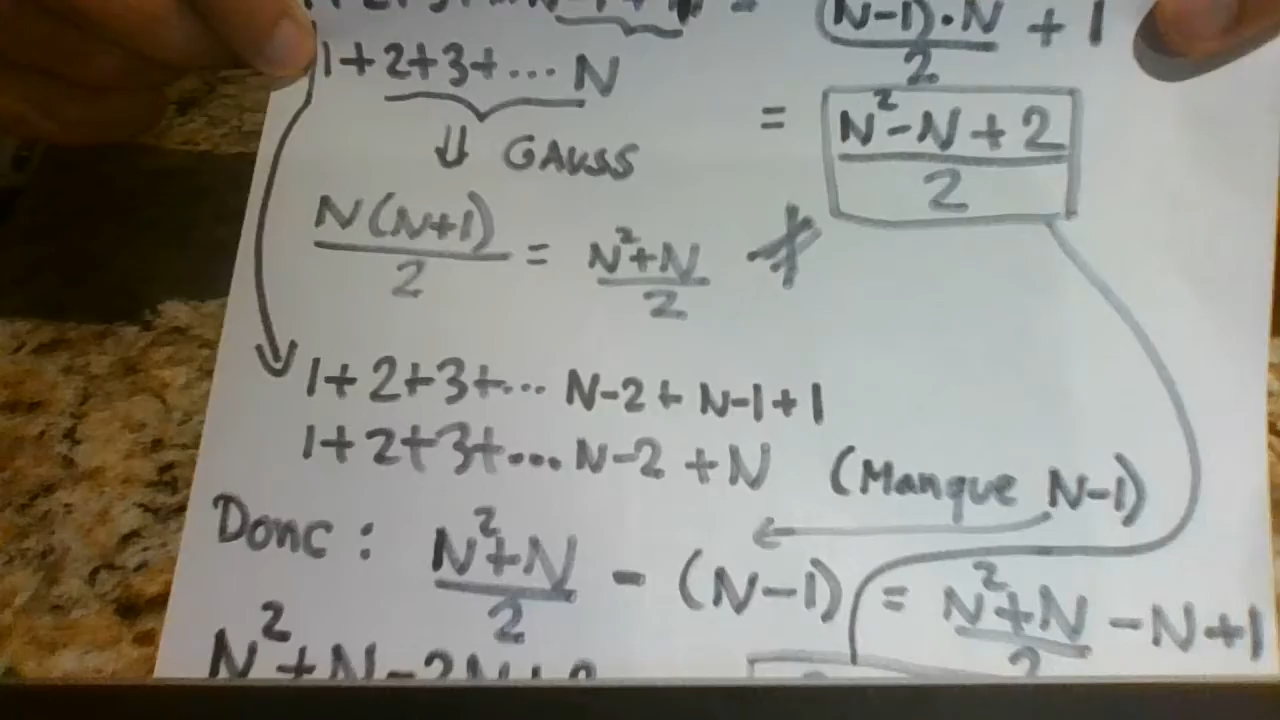 (N-1)·N / 2 + 1
1+2+3+... N
= N²-N+2 / 2
⇓ GAUSS
N(N+1) / 2 = N²+N / 2
1+2+3+... N-2+ N-1+1
1+2+3+... N-2 +N (Manque N-1)
Donc : N²+N / 2 - (N-1) = N²+N / 2 -N+1